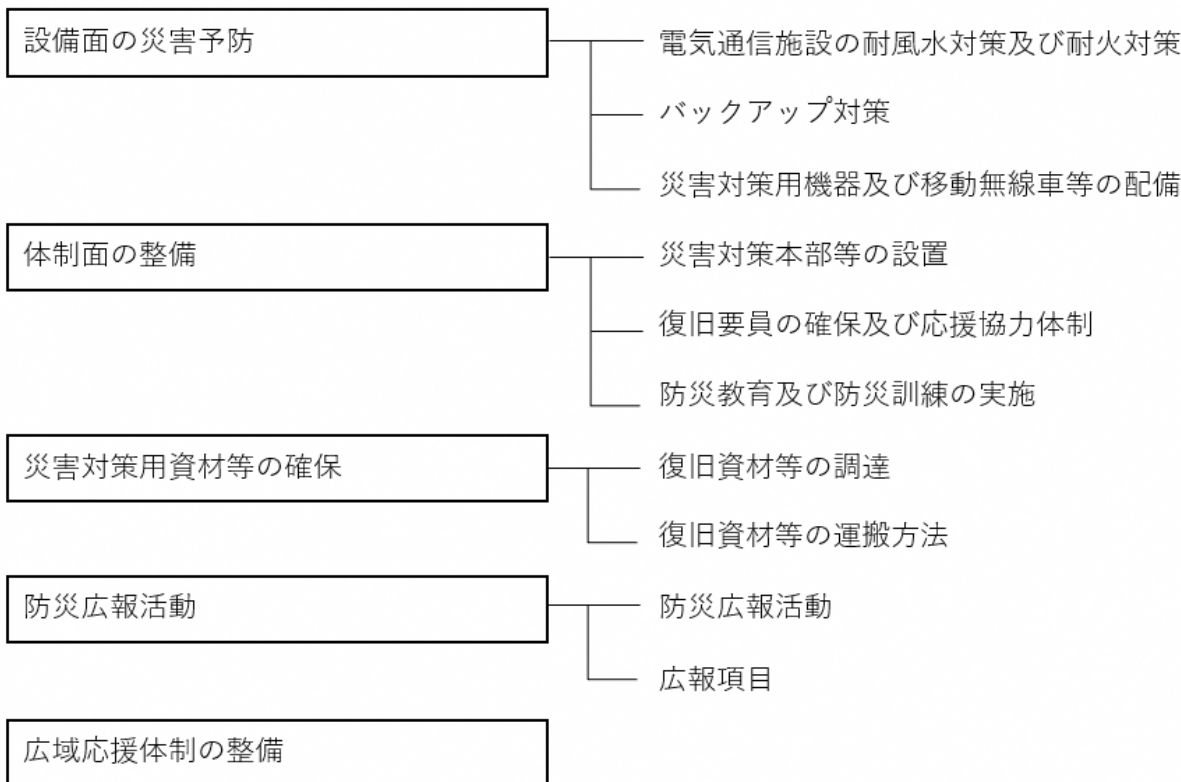 設備面の災害予防
電気通信施設の耐風水対策及び耐火対策
バックアップ対策
災害対策用機器及び移動無線車等の配備
体制面の整備
災害対策本部等の設置
復旧要員の確保及び応援協力体制
防災教育及び防災訓練の実施
災害対策用資材等の確保
復旧資材等の調達
復旧資材等の運搬方法
防災広報活動
防災広報活動
広報項目
広域応援体制の整備